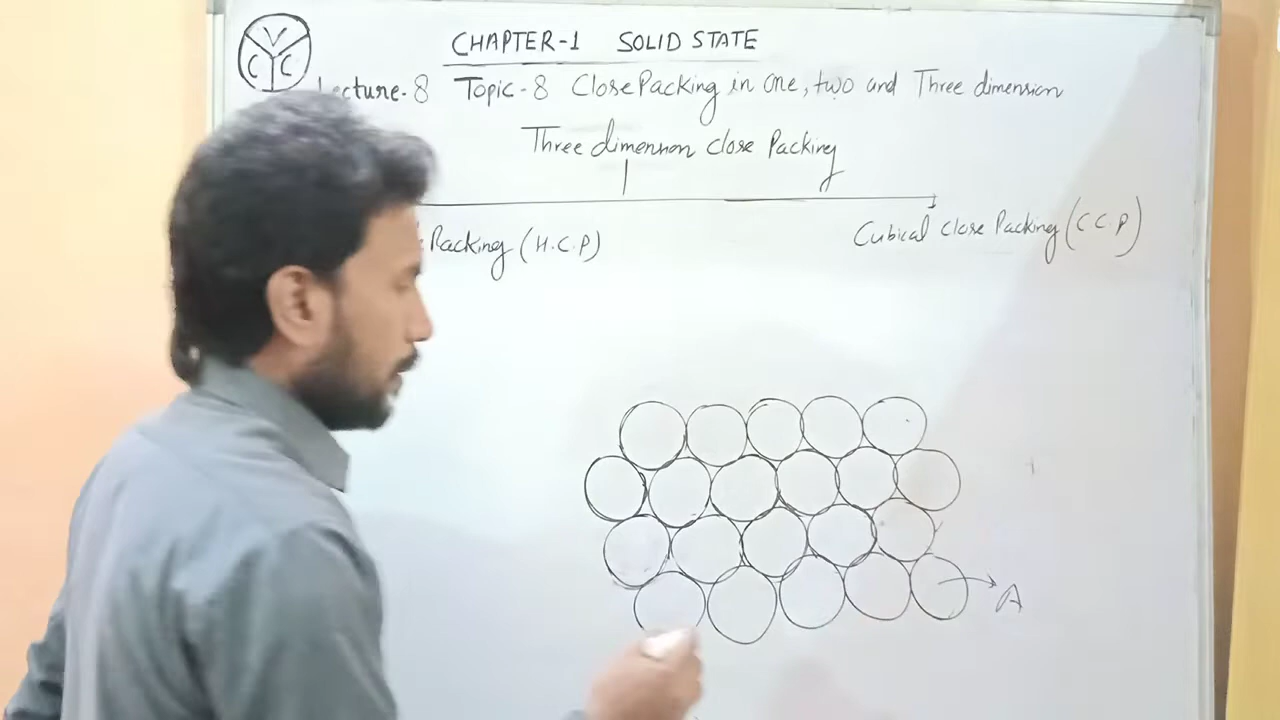 V
C C
CHAPTER-1 SOLID STATE
Lecture-8 Topic-8 Close Packing in One, two and Three dimension
Three dimension close Packing
Packing (H.C.P) Cubical Close Packing (C C.P)
A